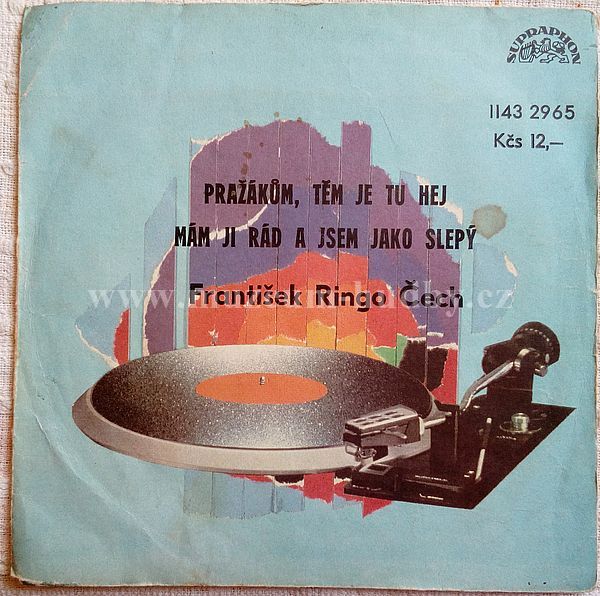 SUPRAPHON
1143 2965
Kčs 12,–
PRAŽÁKŮM, TĚM JE TU HEJ
MÁM JI RÁD A JSEM JAKO SLEPÝ
František Ringo Čech